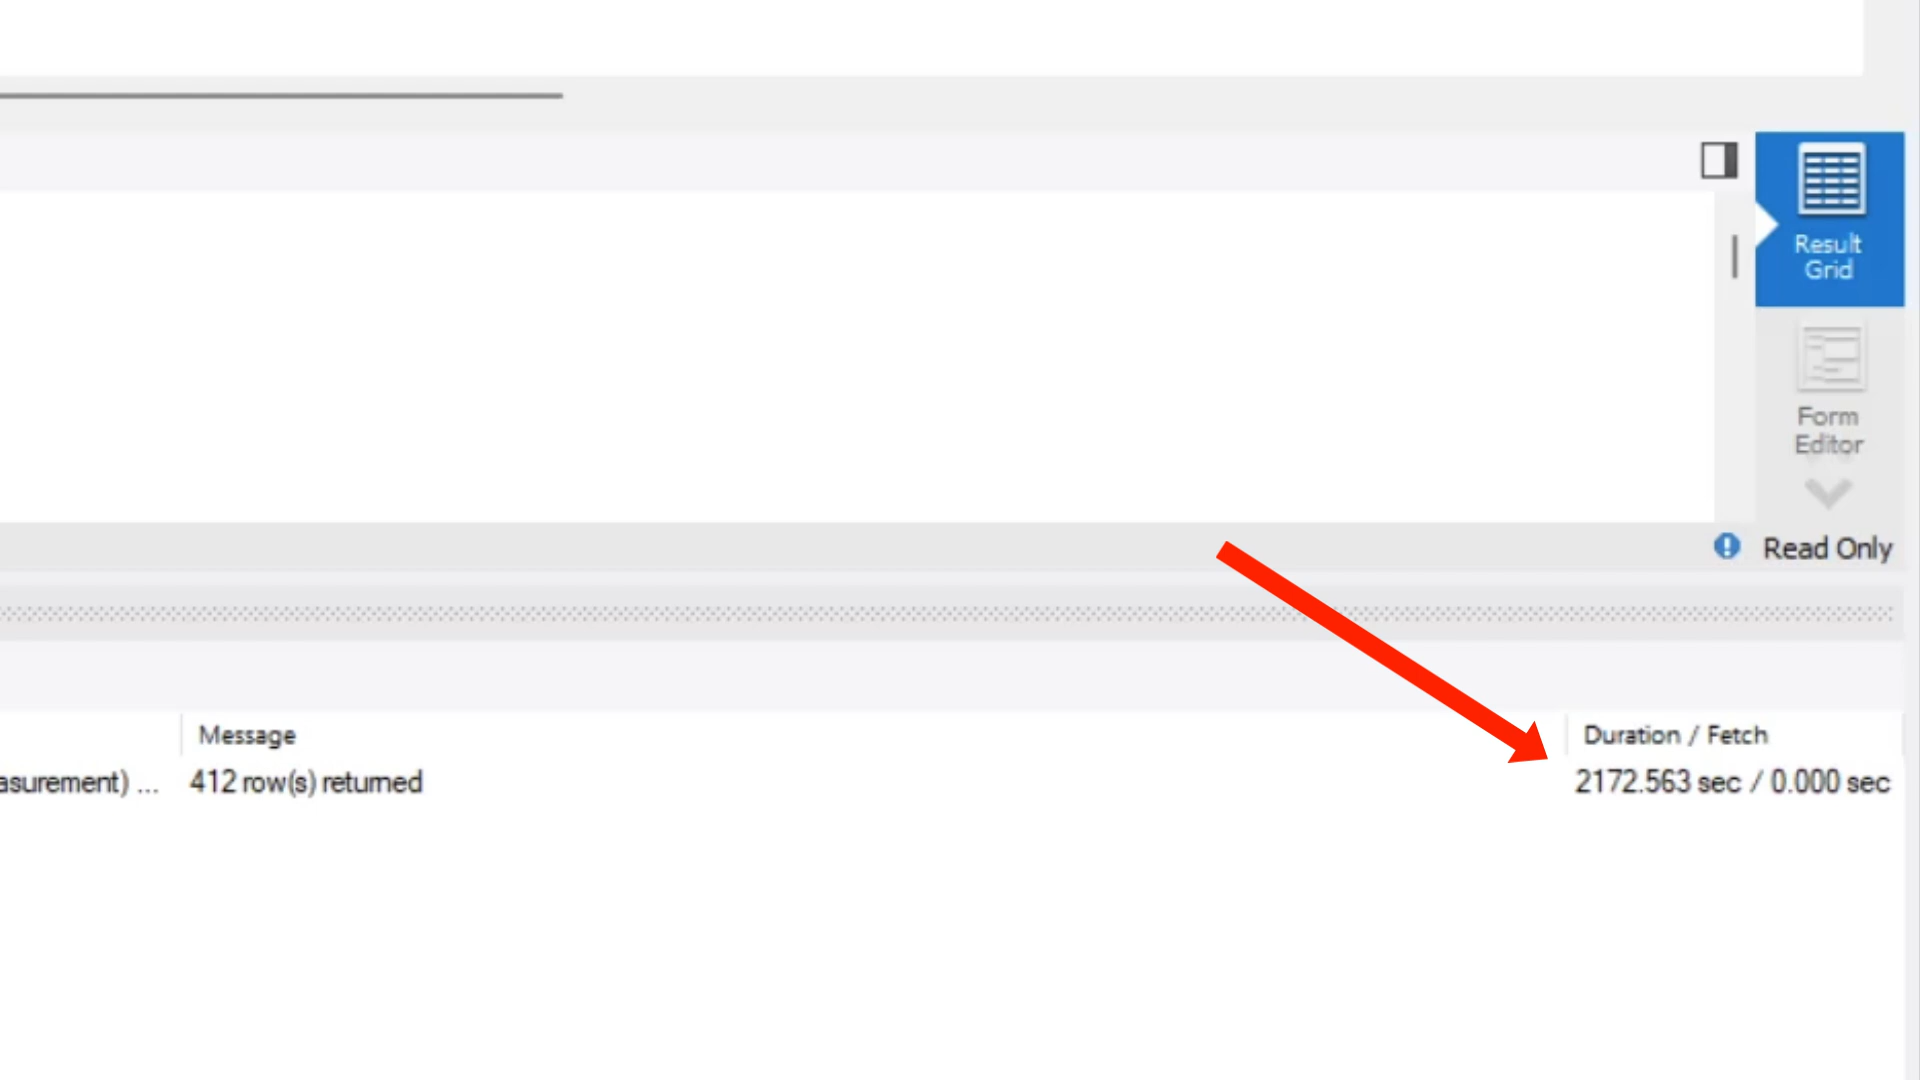 Result
Grid
Form
Editor
Read Only
Message
Duration / Fetch
asurement) ...
412 row(s) returned
2172.563 sec / 0.000 sec